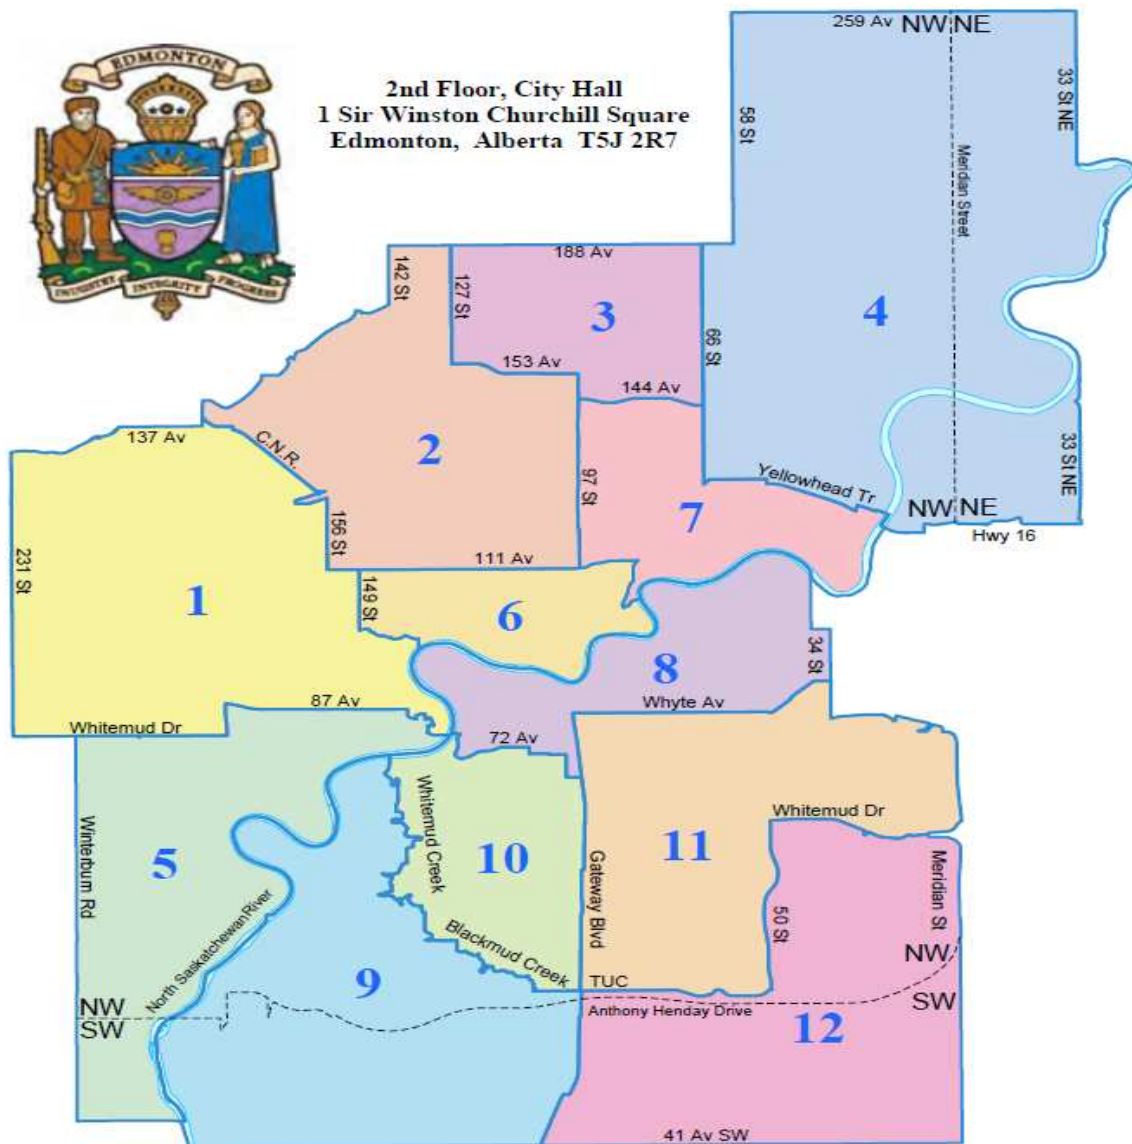 259 Av NW NE
EDMONTON
2nd Floor, City Hall
1 Sir Winston Churchill Square
Edmonton, Alberta T5J 2R7
58 St
33 St NE
Meridian Street
INDUSTRY INTEGRITY PROGRESS
142 St
127 St
188 Av
3
66 St
4
153 Av
144 Av
137 Av
C.N.R.
2
97 St
Yellowhead Tr
33 St NE
7
NW NE
Hwy 16
231 St
156 St
111 Av
1
149 St
6
8
34 St
87 Av
Whyte Av
Whitemud Dr
72 Av
Whitemud Creek
Whitemud Dr
Winterburn Rd
5
10
11
Gateway Blvd
50 St
Meridian St
North Saskatchewan River
Blackmud Creek
NW
9
TUC
NW
SW
Anthony Henday Drive
SW
12
41 Av SW